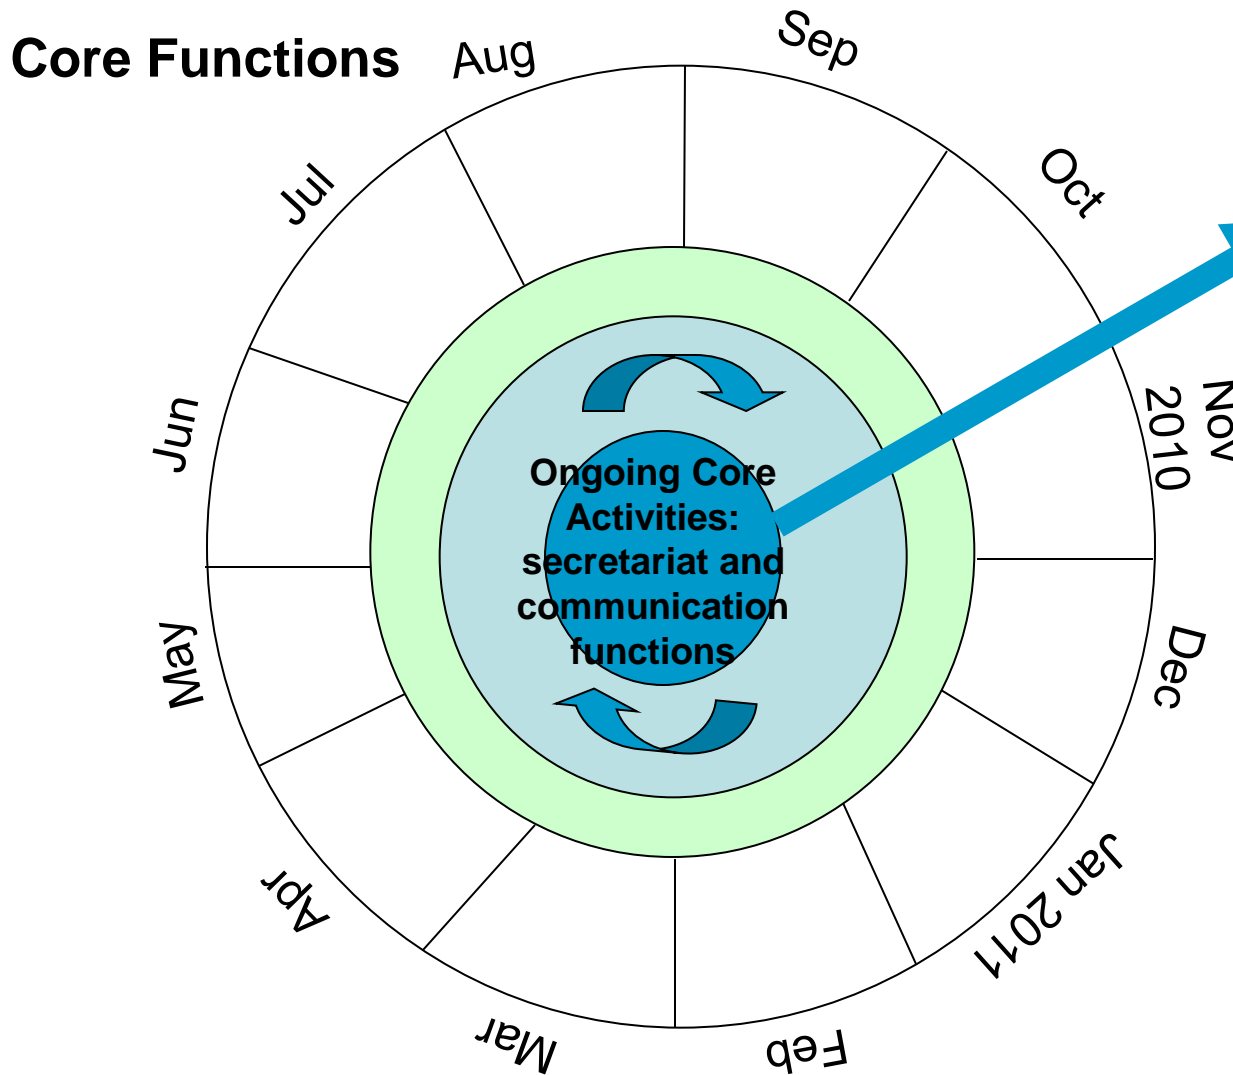 Core Functions
Aug
Sep
Oct
Nov
2010
Dec
Jan 2011
Feb
Mar
Apr
May
Jun
Jul
Ongoing Core
Activities:
secretariat and
communication
functions